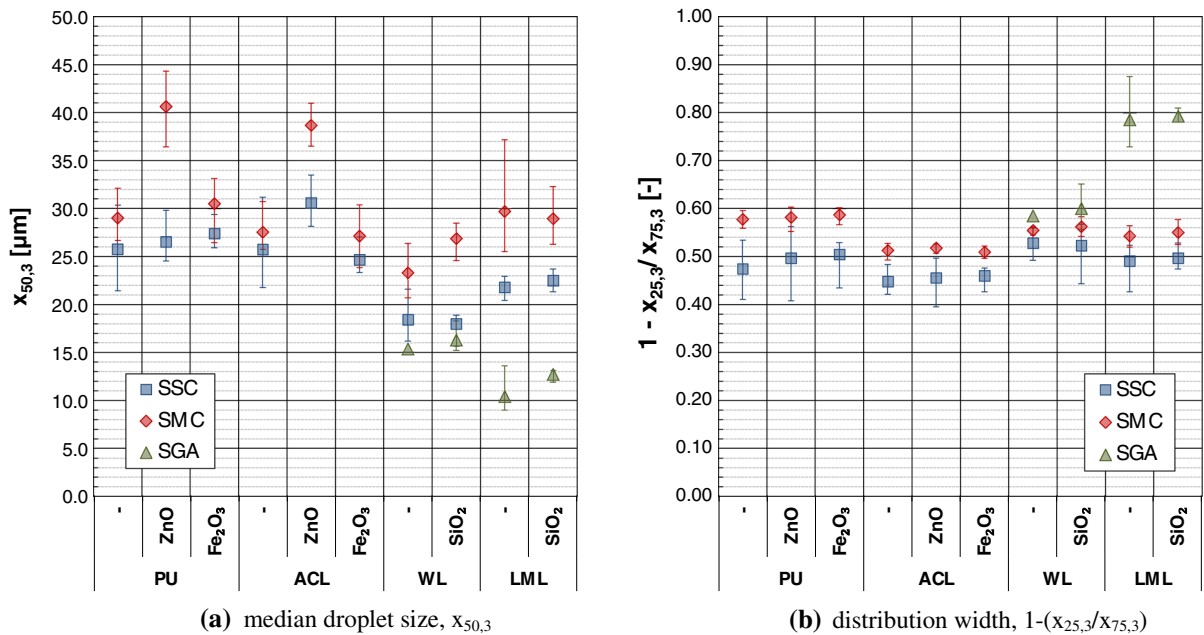 50.0
45.0
40.0
35.0
30.0
25.0
20.0
15.0
10.0
5.0
0.0
x50,3 [µm]
SSC
SMC
SGA
- ZnO Fe2O3 - ZnO Fe2O3 - SiO2 - SiO2
PU ACL WL LML
(a) median droplet size, x50,3
1.00
0.90
0.80
0.70
0.60
0.50
0.40
0.30
0.20
0.10
0.00
1 - x25,3/ x75,3 [-]
SSC
SMC
SGA
- ZnO Fe2O3 - ZnO Fe2O3 - SiO2 - SiO2
PU ACL WL LML
(b) distribution width, 1-(x25,3/x75,3)